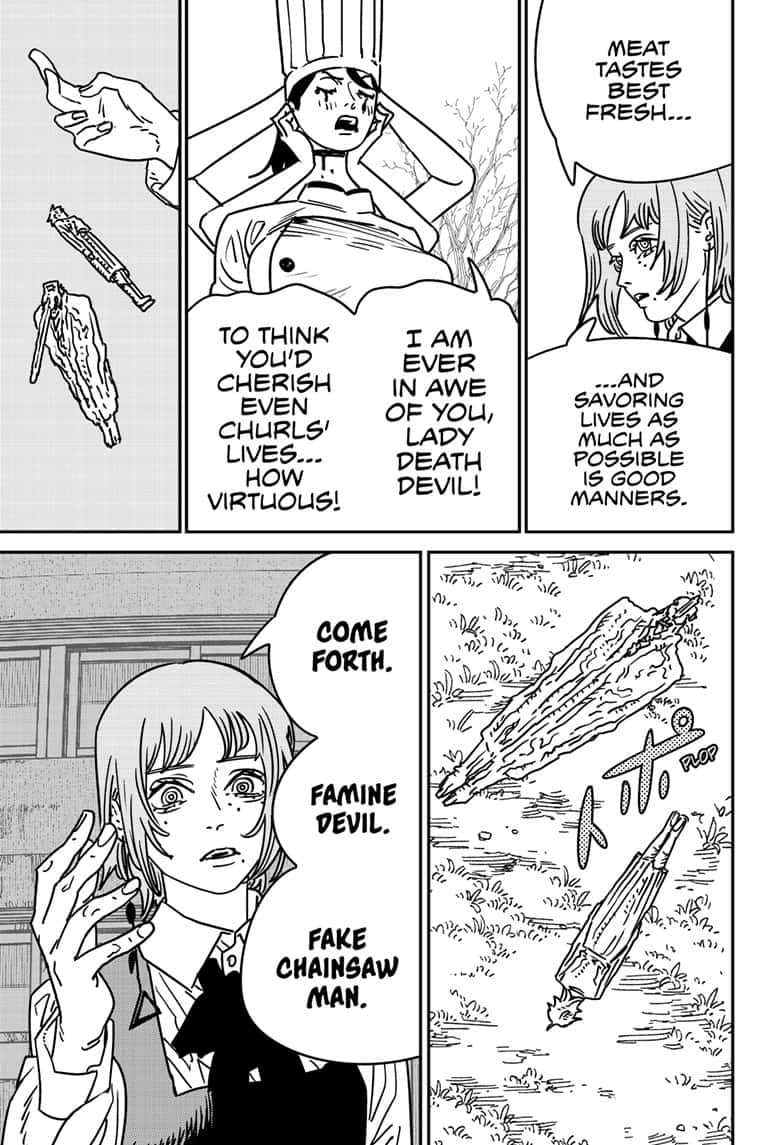 MEAT
TASTES
BEST
FRESH...
...AND
SAVORING
LIVES AS
MUCH AS
POSSIBLE
IS GOOD
MANNERS.
I AM
EVER
IN AWE
OF YOU,
LADY
DEATH
DEVIL!
TO THINK
YOU'D
CHERISH
EVEN
CHURLS'
LIVES...
HOW
VIRTUOUS!
トポ
PLOP
COME
FORTH.
FAMINE
DEVIL.
FAKE
CHAINSAW
MAN.